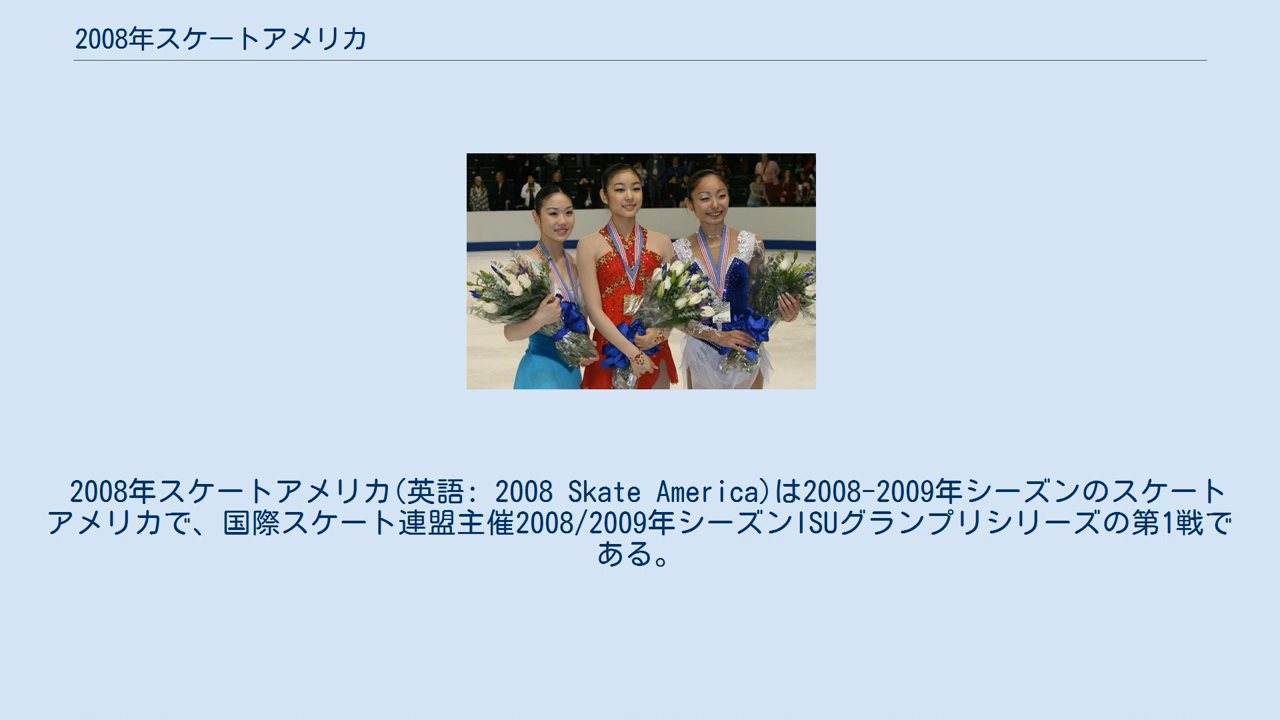 2008年スケートアメリカ
2008年スケートアメリカ(英語: 2008 Skate America)は2008-2009年シーズンのスケート
アメリカで、国際スケート連盟主催2008/2009年シーズンISUグランプリシリーズの第1戦で
ある。